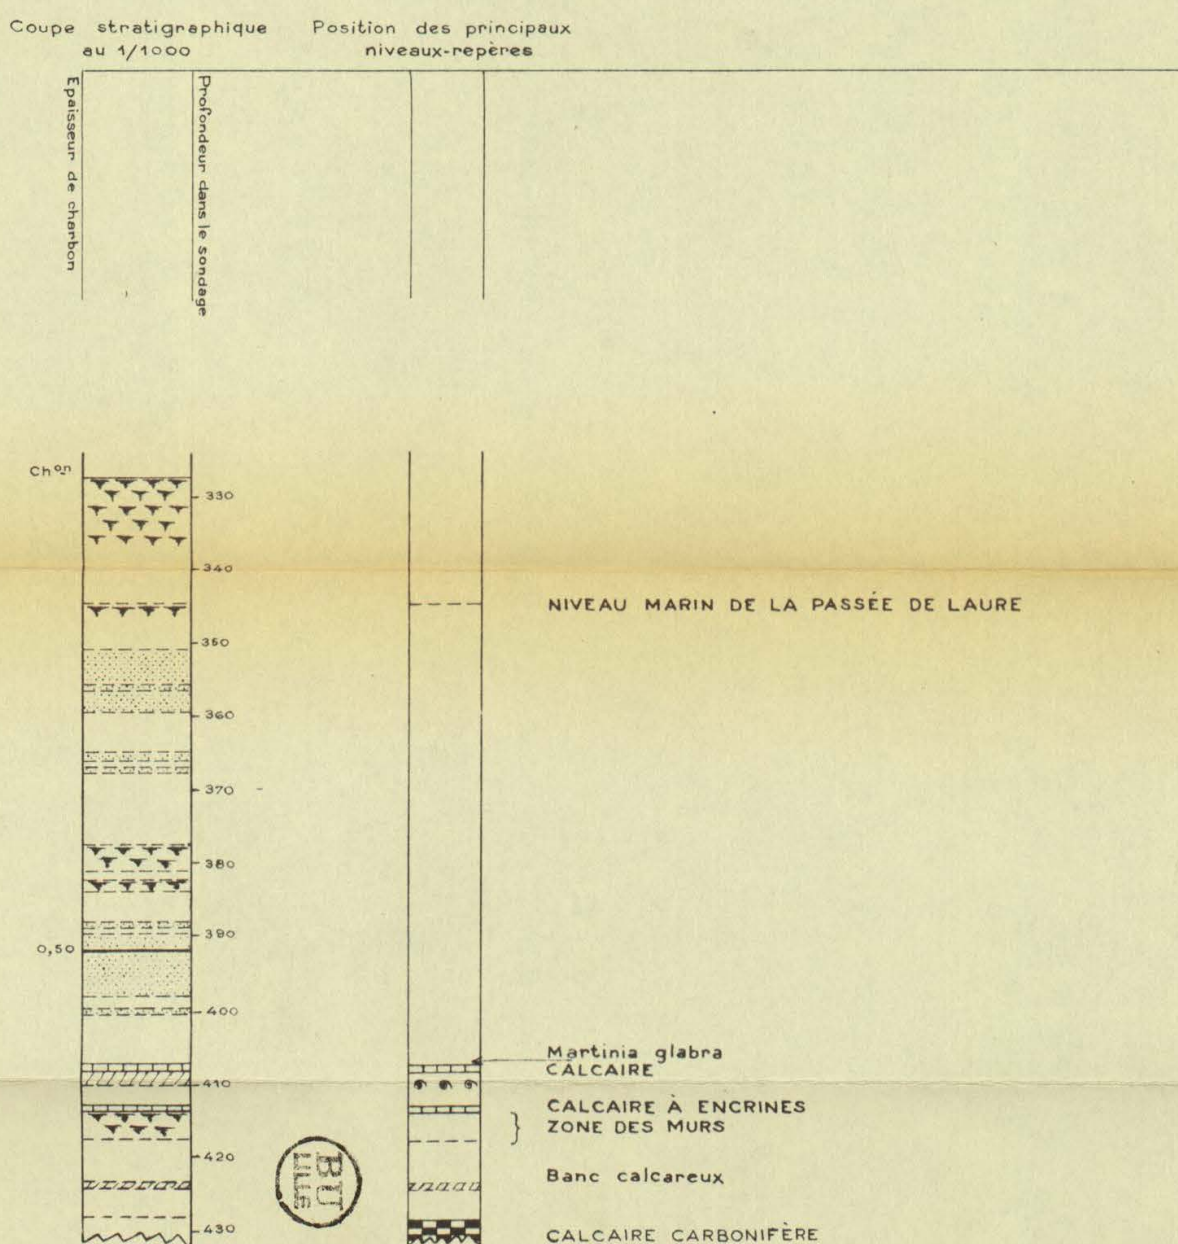 Coupe stratigraphique
au 1/1000
Position des principaux
niveaux-repères
Epaisseur de charbon
Profondeur dans le sondage
Chon
330
340
NIVEAU MARIN DE LA PASSÉE DE LAURE
350
360
370
380
390
0,50
400
Martinia glabra
CALCAIRE
410
CALCAIRE À ENCRINES
ZONE DES MURS
420
Banc calcareux
430
CALCAIRE CARBONIFÈRE
BU
LILLE